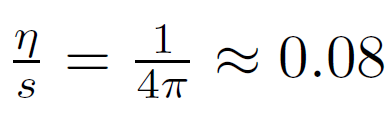 η/s = 1/4π ≈ 0.08